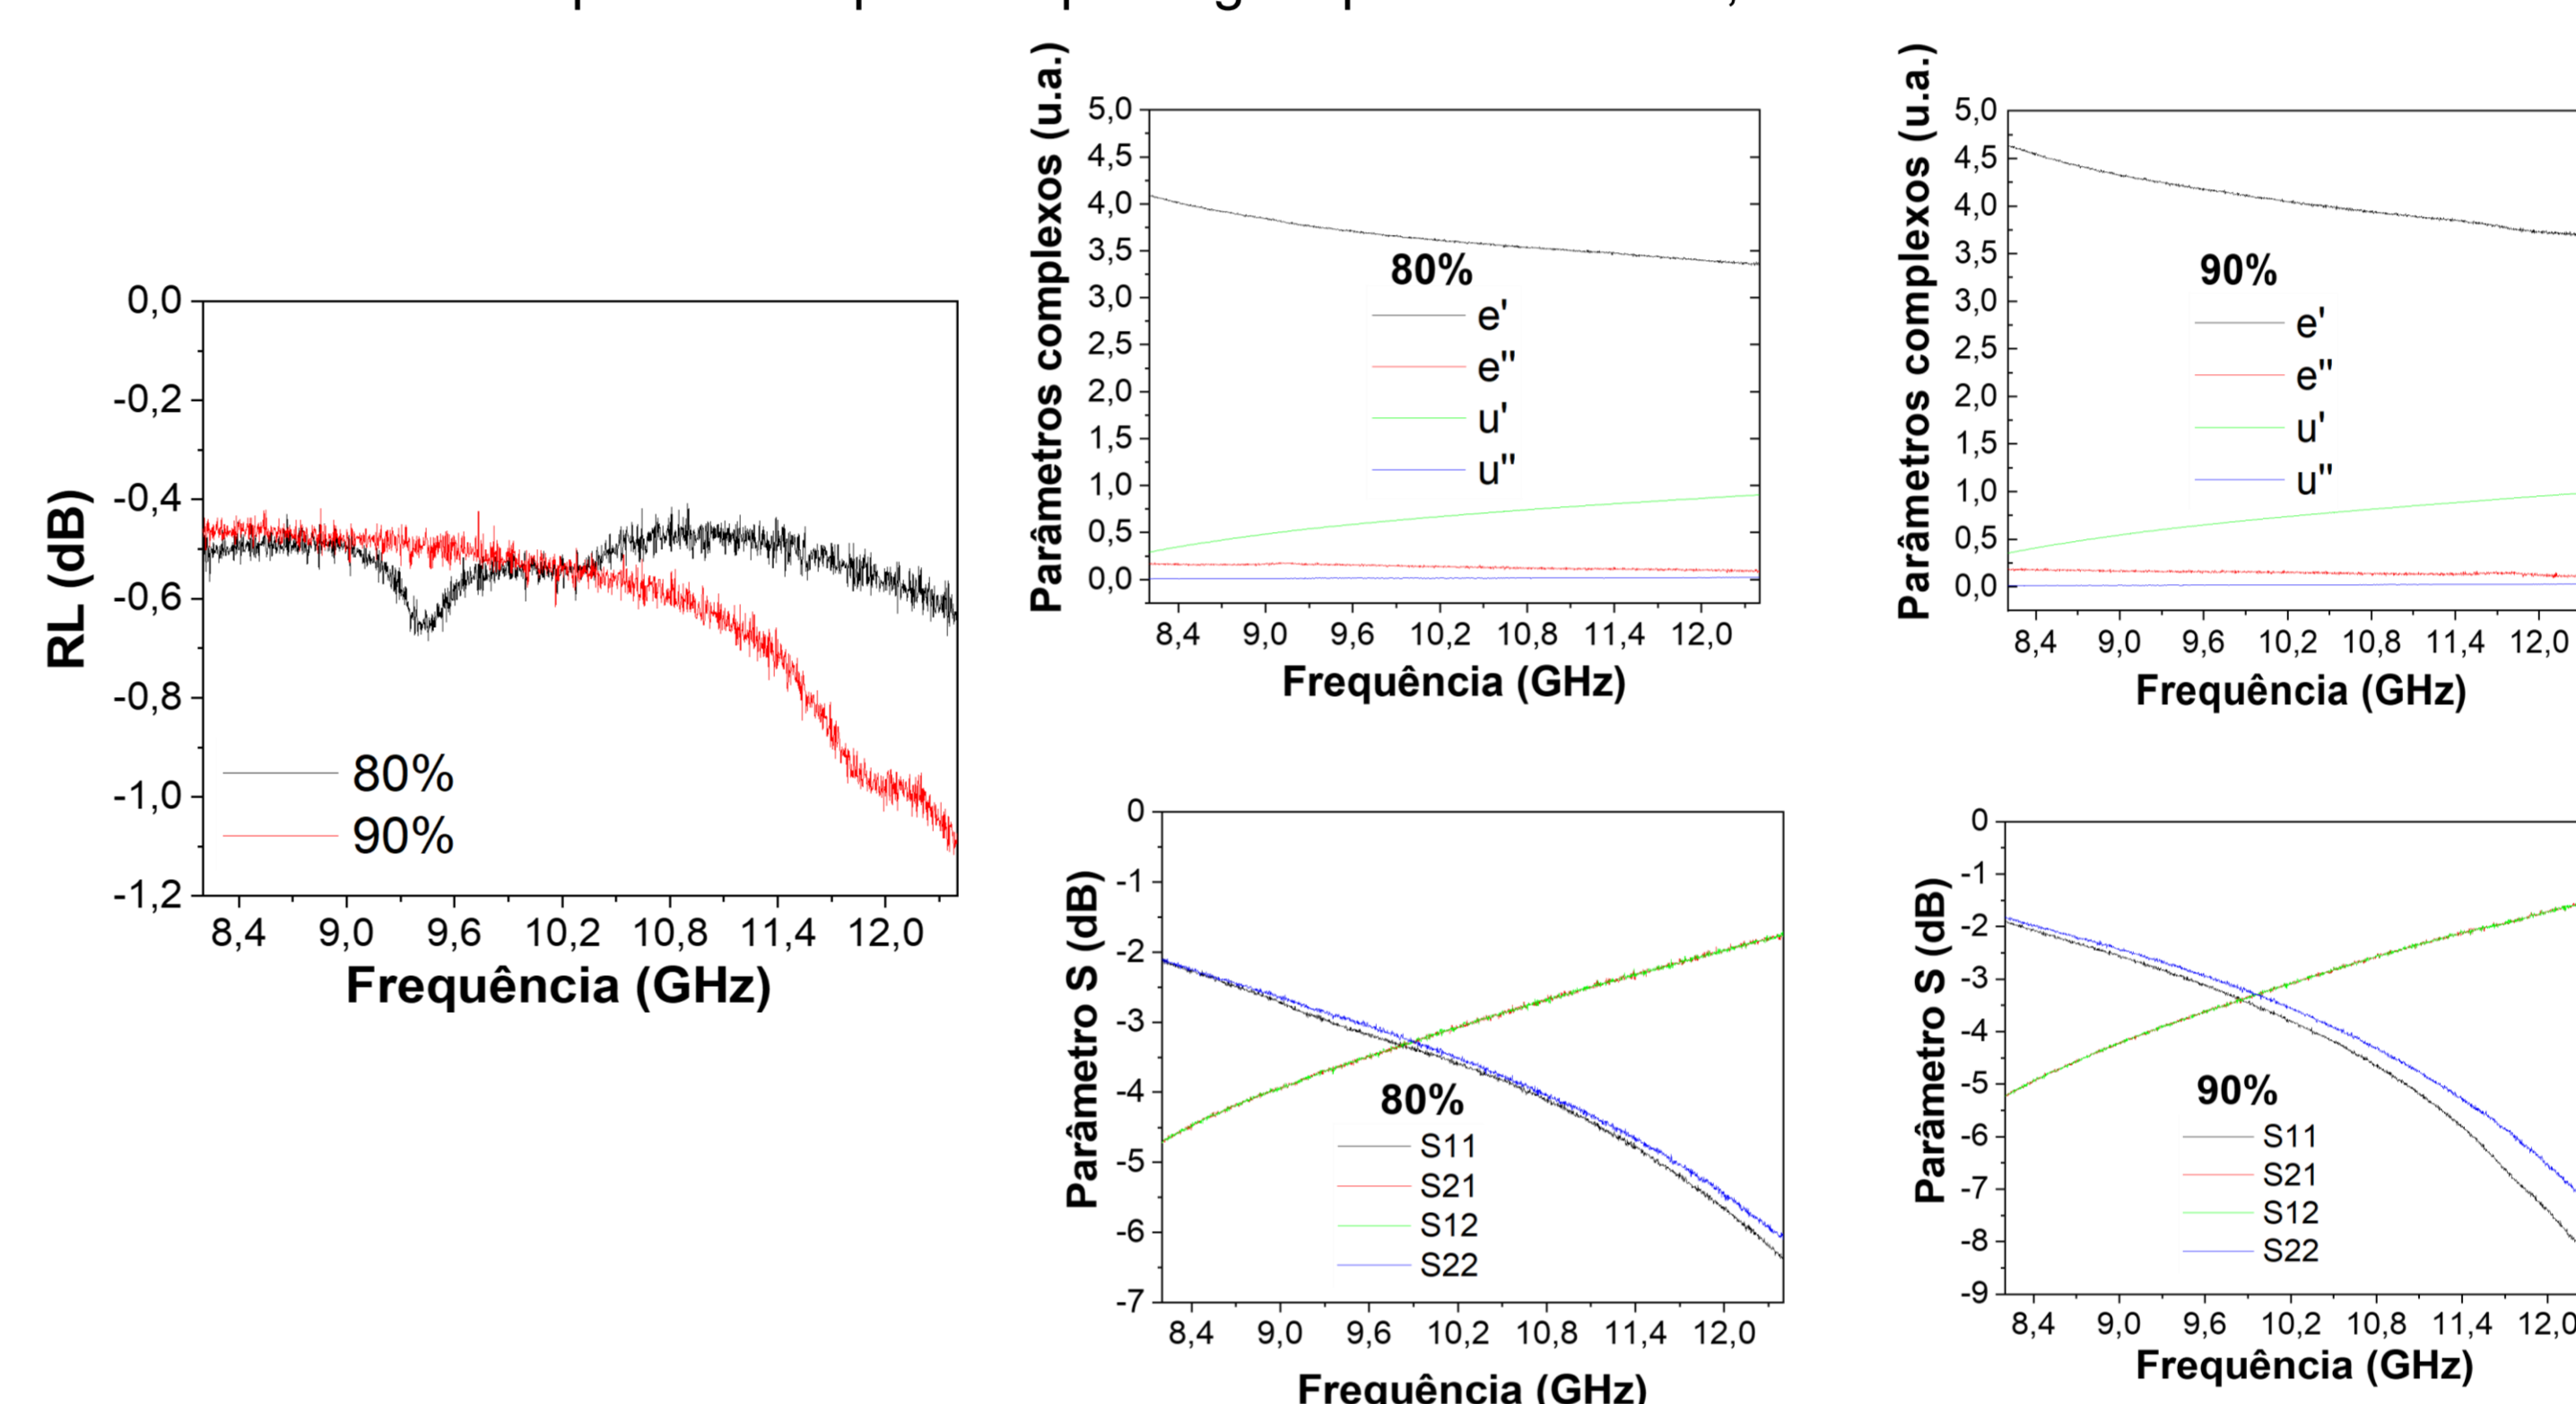 RL (dB)
0,0
-0,2
-0,4
-0,6
-0,8
-1,0
-1,2
80%
90%
8,4 9,0 9,6 10,2 10,8 11,4 12,0
Frequência (GHz)
Parâmetros complexos (u.a.)
5,0
4,5
4,0
3,5
3,0
2,5
2,0
1,5
1,0
0,5
0,0
80%
e'
e''
u'
u''
8,4 9,0 9,6 10,2 10,8 11,4 12,0
Frequência (GHz)
Parâmetros complexos (u.a.)
5,0
4,5
4,0
3,5
3,0
2,5
2,0
1,5
1,0
0,5
0,0
90%
e'
e''
u'
u''
8,4 9,0 9,6 10,2 10,8 11,4 12,0
Frequência (GHz)
Parâmetro S (dB)
0
-1
-2
-3
-4
-5
-6
-7
80%
S11
S21
S12
S22
8,4 9,0 9,6 10,2 10,8 11,4 12,0
Frequência (GHz)
Parâmetro S (dB)
0
-1
-2
-3
-4
-5
-6
-7
-8
-9
90%
S11
S21
S12
S22
8,4 9,0 9,6 10,2 10,8 11,4 12,0
Frequência (GHz)